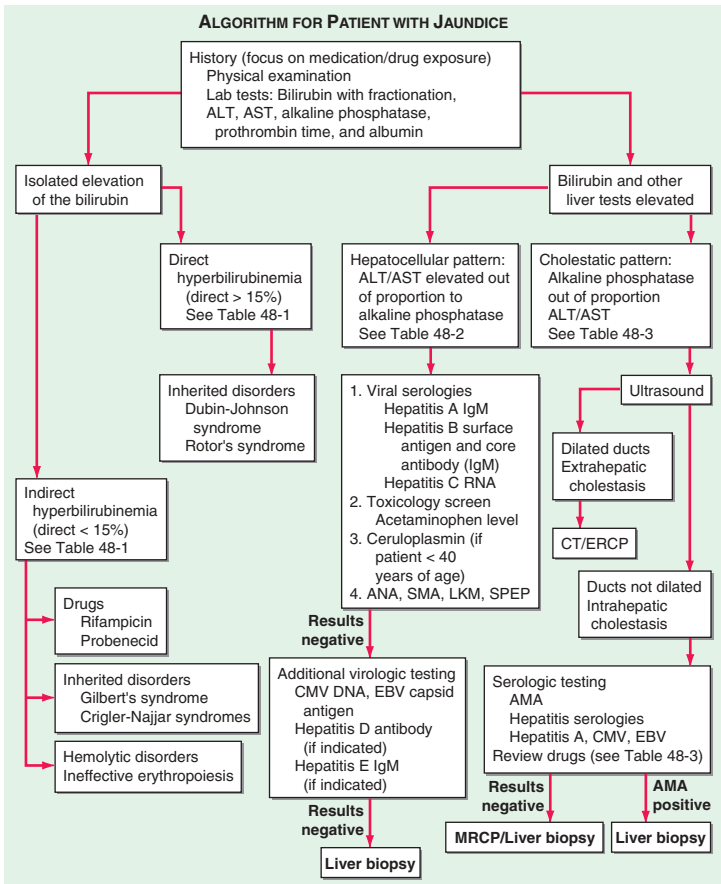 ALGORITHM FOR PATIENT WITH JAUNDICE
History (focus on medication/drug exposure)
Physical examination
Lab tests: Bilirubin with fractionation,
ALT, AST, alkaline phosphatase,
prothrombin time, and albumin
Isolated elevation
of the bilirubin
Bilirubin and other
liver tests elevated
Direct
hyperbilirubinemia
(direct > 15%)
See Table 48-1
Hepatocellular pattern:
ALT/AST elevated out
of proportion to
alkaline phosphatase
See Table 48-2
Cholestatic pattern:
Alkaline phosphatase
out of proportion
ALT/AST
See Table 48-3
Inherited disorders
Dubin-Johnson
syndrome
Rotor's syndrome
1. Viral serologies
Hepatitis A IgM
Hepatitis B surface
antigen and core
antibody (IgM)
Hepatitis C RNA
2. Toxicology screen
Acetaminophen level
3. Ceruloplasmin (if
patient < 40
years of age)
4. ANA, SMA, LKM, SPEP
Ultrasound
Dilated ducts
Extrahepatic
cholestasis
CT/ERCP
Indirect
hyperbilirubinemia
(direct < 15%)
See Table 48-1
Ducts not dilated
Intrahepatic
cholestasis
Drugs
Rifampicin
Probenecid
Results
negative
Inherited disorders
Gilbert's syndrome
Crigler-Najjar syndromes
Additional virologic testing
CMV DNA, EBV capsid
antigen
Hepatitis D antibody
(if indicated)
Hepatitis E IgM
(if indicated)
Serologic testing
AMA
Hepatitis serologies
Hepatitis A, CMV, EBV
Review drugs (see Table 48-3)
Hemolytic disorders
Ineffective erythropoiesis
Results
negative
Results
negative
AMA
positive
Liver biopsy
MRCP/Liver biopsy
Liver biopsy